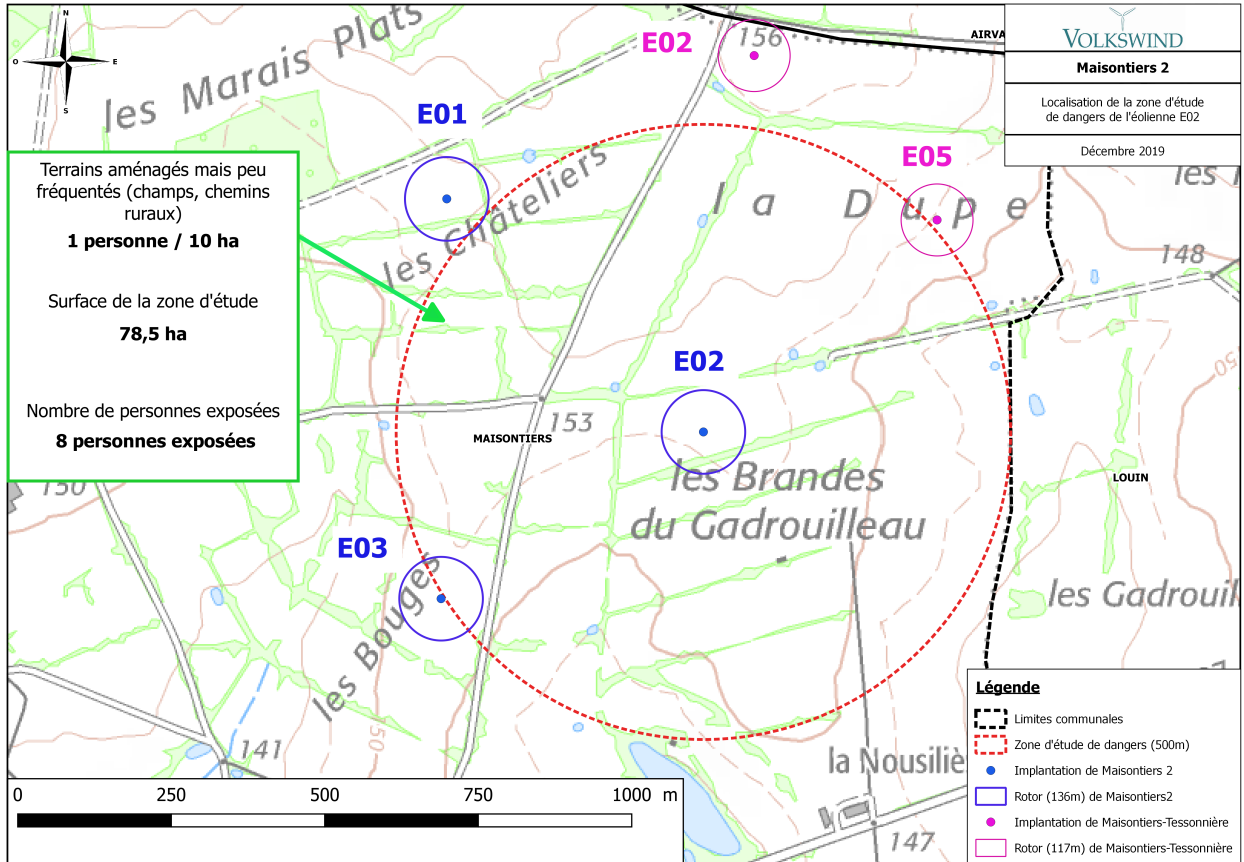 N
O
E
S
les Marais Plats
E02
156
AIRVA
VOLKSWIND
Maisontiers 2
Localisation de la zone d'étude
de dangers de l'éolienne E02
Décembre 2019
E01
E05
les
les Châteliers
la Dupe
148
Terrains aménagés mais peu
fréquentés (champs, chemins
ruraux)
1 personne / 10 ha
Surface de la zone d'étude
78,5 ha
Nombre de personnes exposées
8 personnes exposées
E02
150
153
MAISONTIERS
les Brandes
du Gadrouilleau
LOUIN
150
E03
les Bouges
les Gadrouil
50
141
la Nousiliè
147
0
250
500
750
1000 m
Légende
Limites communales
Zone d'étude de dangers (500m)
Implantation de Maisontiers 2
Rotor (136m) de Maisontiers2
Implantation de Maisontiers-Tessonnière
Rotor (117m) de Maisontiers-Tessonnière